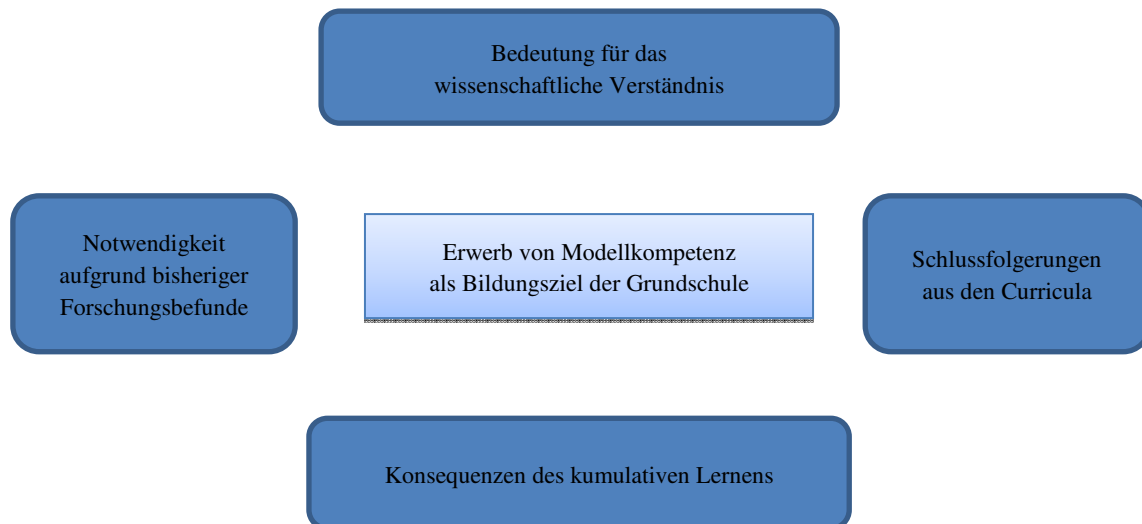 Bedeutung für das
wissenschaftliche Verständnis
Notwendigkeit
aufgrund bisheriger
Forschungsbefunde
Erwerb von Modellkompetenz
als Bildungsziel der Grundschule
Schlussfolgerungen
aus den Curricula
Konsequenzen des kumulativen Lernens